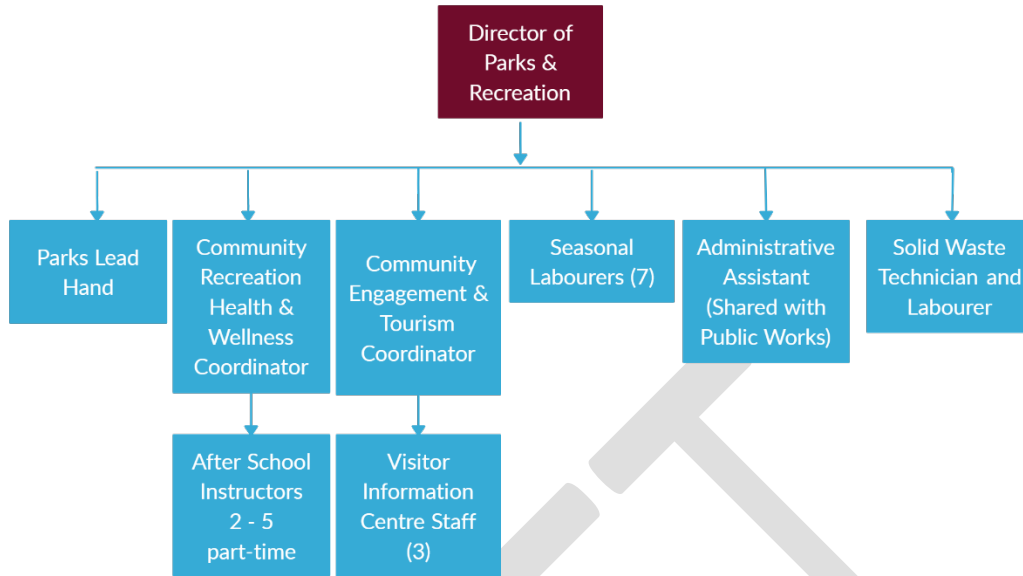 Director of
Parks &
Recreation
Parks Lead
Hand
Community
Recreation
Health &
Wellness
Coordinator
Community
Engagement &
Tourism
Coordinator
Seasonal
Labourers (7)
Administrative
Assistant
(Shared with
Public Works)
Solid Waste
Technician and
Labourer
After School
Instructors
2 - 5
part-time
Visitor
Information
Centre Staff
(3)